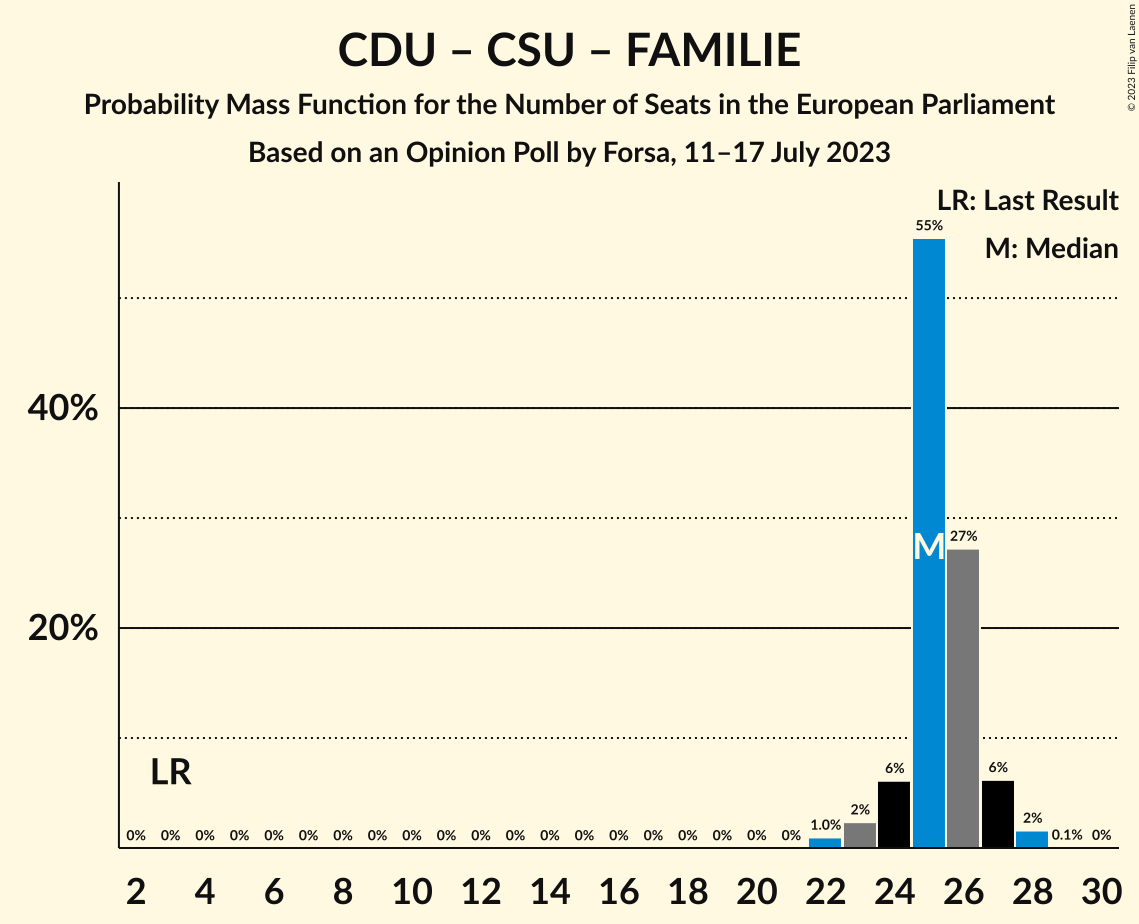 CDU – CSU – FAMILIE
Probability Mass Function for the Number of Seats in the European Parliament
Based on an Opinion Poll by Forsa, 11–17 July 2023
© 2023 Filip van Laenen
LR: Last Result
M: Median
55%
40%
M
27%
20%
LR
6%
6%
0% 0% 0% 0% 0% 0% 0% 0% 0% 0% 0% 0% 0% 0% 0% 0% 0% 0% 0% 0% 1.0% 2% 2% 0.1% 0%
2 4 6 8 10 12 14 16 18 20 22 24 26 28 30